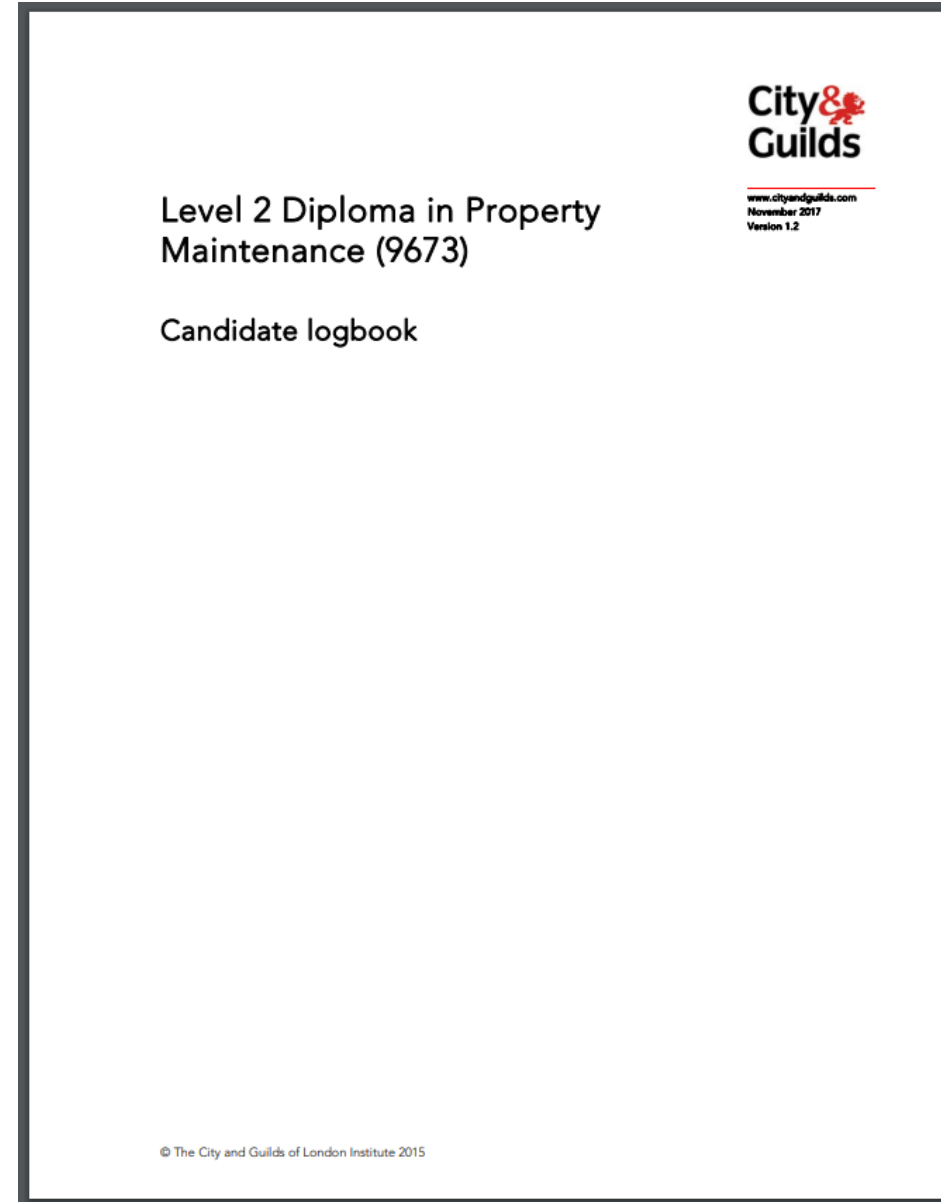 City&
Guilds
www.cityandguilds.com
November 2017
Version 1.2
Level 2 Diploma in Property
Maintenance (9673)
Candidate logbook
© The City and Guilds of London Institute 2015